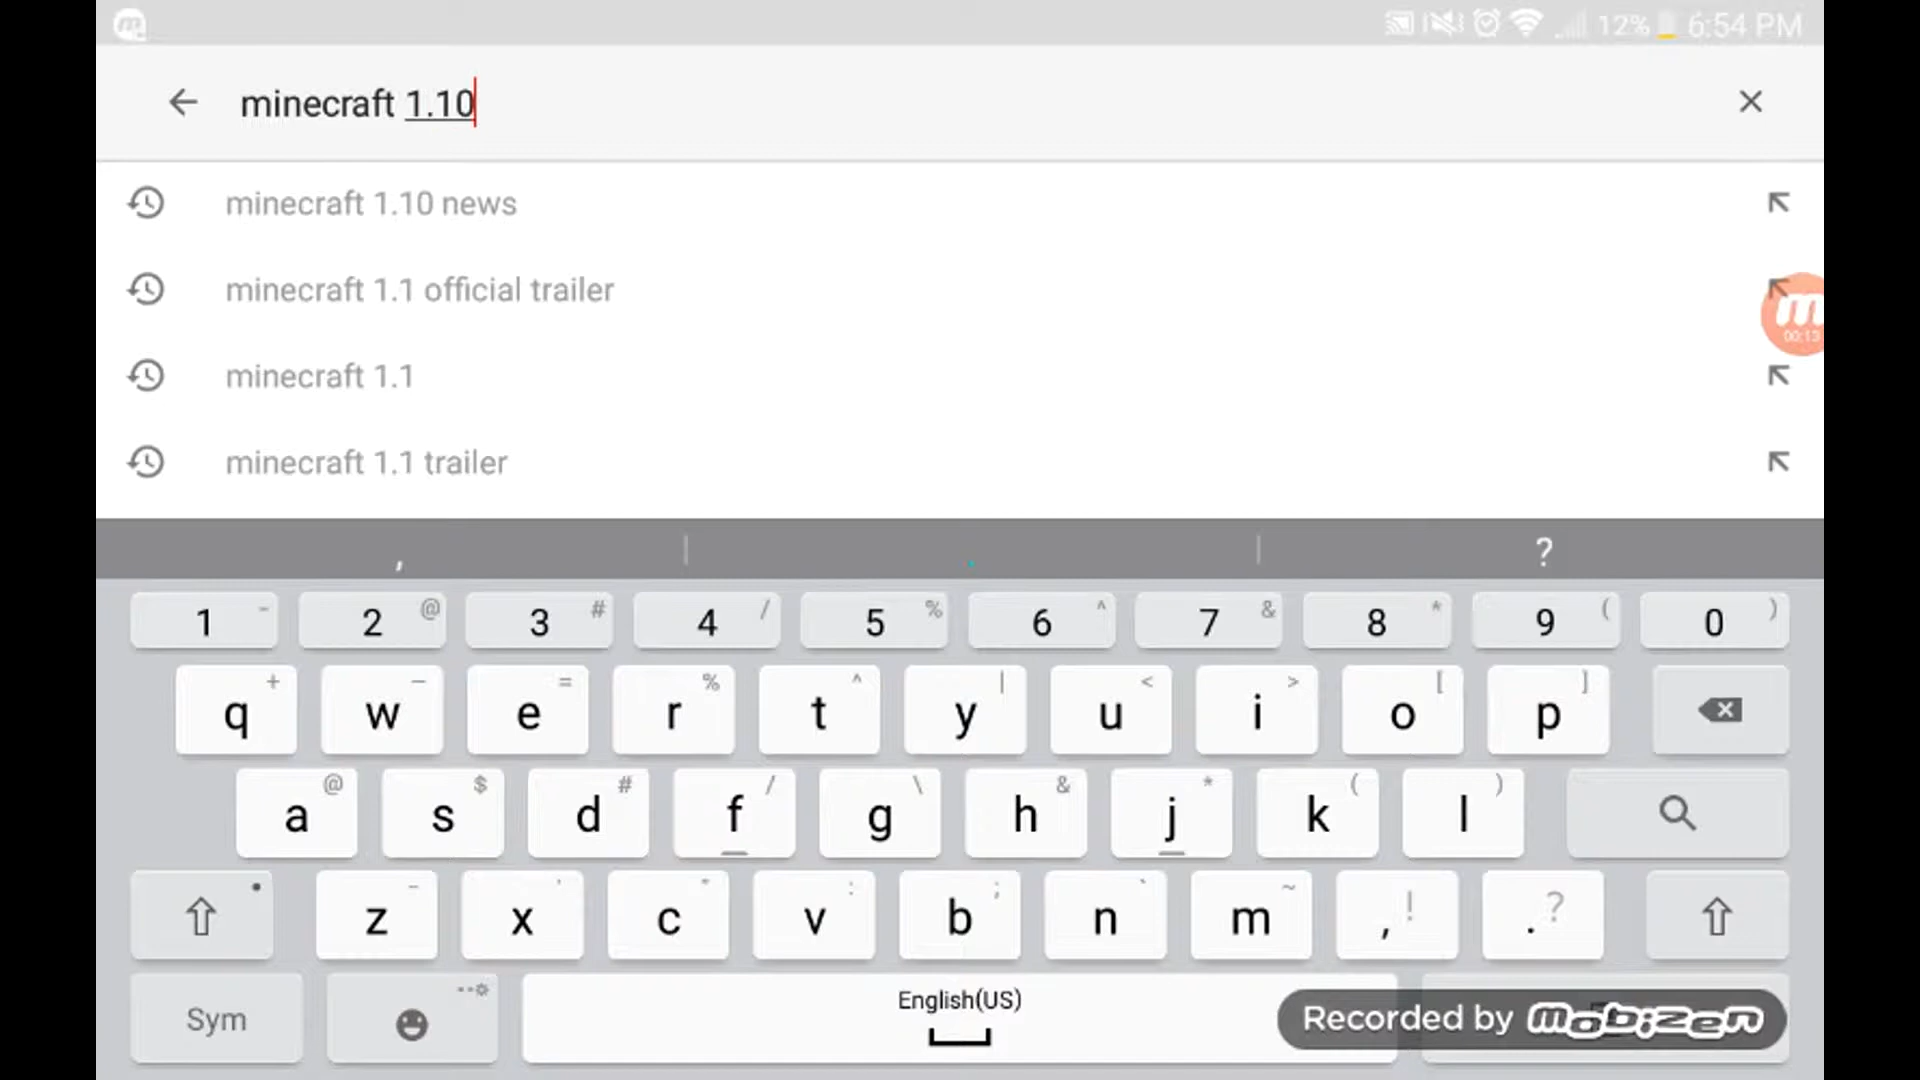 m
12% 6:54 PM
minecraft 1.10
minecraft 1.10 news
minecraft 1.1 official trailer
m
00:13
minecraft 1.1
minecraft 1.1 trailer
, . ?
1 - 2 @ 3 # 4 / 5 % 6 ^ 7 & 8 * 9 ( 0 )
q + w – e = r % t ^ y | u < i > o [ p ]
a @ s $ d # f / g \ h & j * k ( l )
z - x ' c " v : b ; n ` m ~ , ! . ?
Sym English(US) Recorded by mobizen